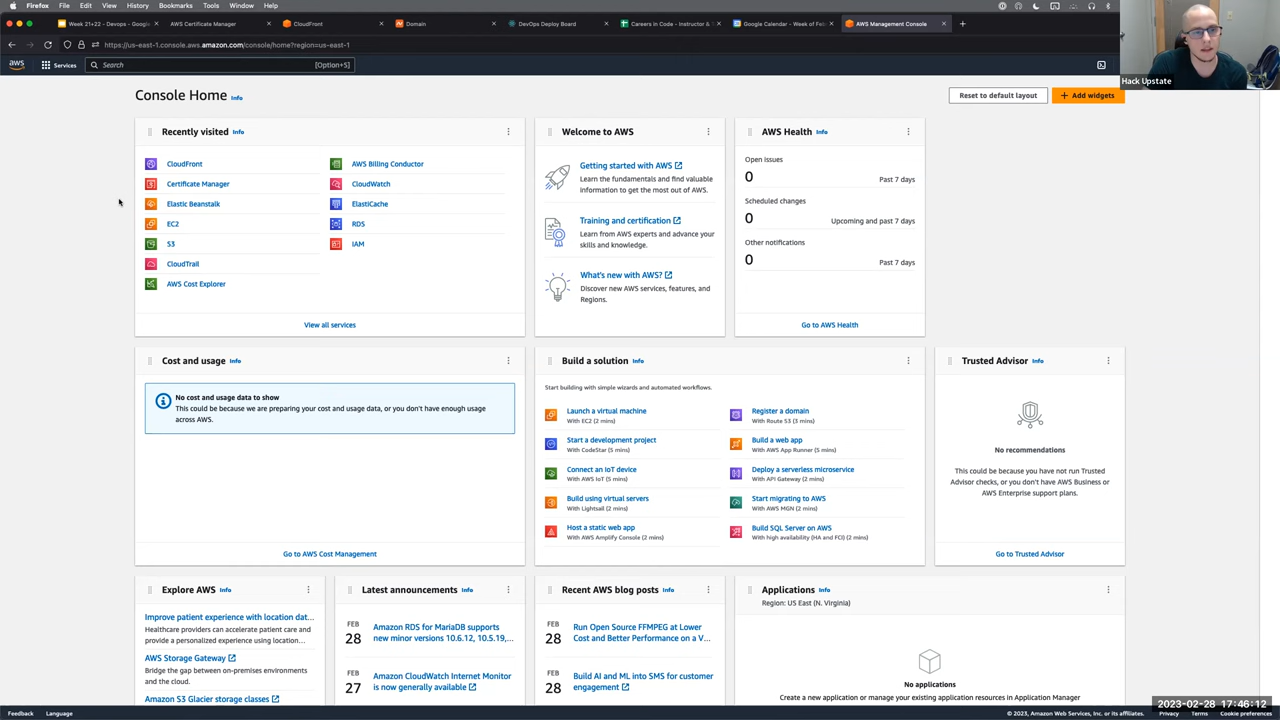 Firefox File Edit View History Bookmarks Tools Window Help
Week 21+22 - Devops - Google
AWS Certificate Manager
CloudFront
Domain
DevOps Deploy Board
Careers in Code - Instructor & T
Google Calendar - Week of Feb
AWS Management Console
https://us-east-1.console.aws.amazon.com/console/home?region=us-east-1
aws
Services
Search
[Option+S]
Hack Upstate
Console Home Info
Reset to default layout
+ Add widgets
Recently visited Info
CloudFront
Certificate Manager
Elastic Beanstalk
EC2
S3
CloudTrail
AWS Cost Explorer
AWS Billing Conductor
CloudWatch
ElastiCache
RDS
IAM
View all services
Welcome to AWS
Getting started with AWS
Learn the fundamentals and find valuable
information to get the most out of AWS.
Training and certification
Learn from AWS experts and advance your
skills and knowledge.
What's new with AWS?
Discover new AWS services, features, and
Regions.
AWS Health Info
Open issues
0 Past 7 days
Scheduled changes
0 Upcoming and past 7 days
Other notifications
0 Past 7 days
Go to AWS Health
Cost and usage Info
No cost and usage data to show
This could be because we are preparing your cost and usage data, or you don't have enough usage
across AWS.
Go to AWS Cost Management
Build a solution Info
Start building with simple wizards and automated workflows.
Launch a virtual machine
With EC2 (2 mins)
Start a development project
With CodeStar (5 mins)
Connect an IoT device
With AWS IoT (5 mins)
Build using virtual servers
With Lightsail (2 mins)
Host a static web app
With AWS Amplify Console (2 mins)
Register a domain
With Route 53 (3 mins)
Build a web app
With AWS App Runner (5 mins)
Deploy a serverless microservice
With API Gateway (2 mins)
Start migrating to AWS
With AWS MGN (2 mins)
Build SQL Server on AWS
With high availability (HA and FCI) (2 mins)
Trusted Advisor Info
No recommendations
This could be because you have not run Trusted
Advisor checks, or you don't have AWS Business or
AWS Enterprise support plans.
Go to Trusted Advisor
Explore AWS Info
Improve patient experience with location dat...
Healthcare providers can accelerate patient care and
provide a personalized experience using location...
AWS Storage Gateway
Bridge the gap between on-premises environments
and the cloud.
Amazon S3 Glacier storage classes
Latest announcements Info
FEB
28
Amazon RDS for MariaDB supports
new minor versions 10.6.12, 10.5.19,...
FEB
27
Amazon CloudWatch Internet Monitor
is now generally available
Recent AWS blog posts Info
FEB
28
Run Open Source FFMPEG at Lower
Cost and Better Performance on a V...
FEB
28
Build AI and ML into SMS for customer
engagement
Applications Info
Region: US East (N. Virginia)
No applications
Create a new application or manage your existing application resources in Application Manager
2023-02-28 17:46:12
Feedback Language
© 2023, Amazon Web Services, Inc. or its affiliates. Privacy Terms Cookie preferences